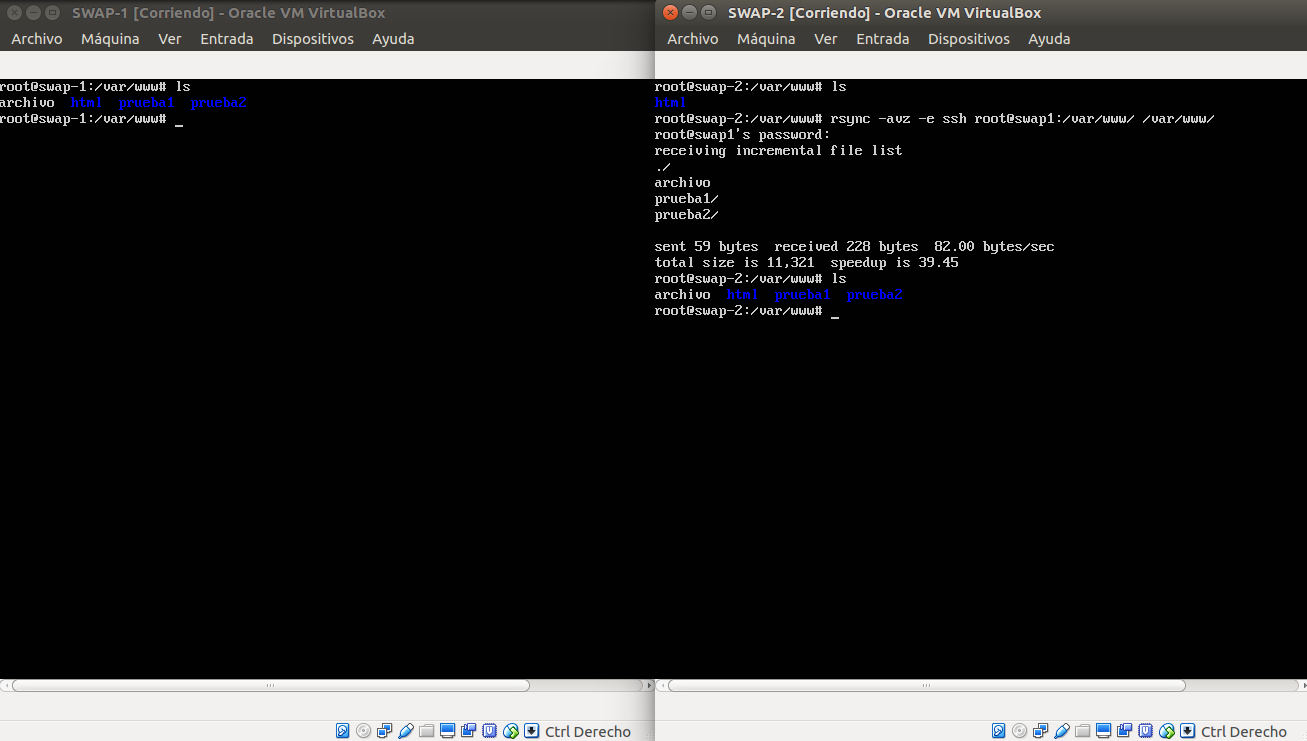 SWAP-1 [Corriendo] - Oracle VM VirtualBox
Archivo Máquina Ver Entrada Dispositivos Ayuda
root@swap-1:/var/www# ls
archivo html prueba1 prueba2
root@swap-1:/var/www# _
Ctrl Derecho
SWAP-2 [Corriendo] - Oracle VM VirtualBox
Archivo Máquina Ver Entrada Dispositivos Ayuda
root@swap-2:/var/www# ls
html
root@swap-2:/var/www# rsync -avz -e ssh root@swap1:/var/www/ /var/www/
root@swap1's password:
receiving incremental file list
./
archivo
prueba1/
prueba2/
sent 59 bytes  received 228 bytes  82.00 bytes/sec
total size is 11,321  speedup is 39.45
root@swap-2:/var/www# ls
archivo html prueba1 prueba2
root@swap-2:/var/www# _
Ctrl Derecho